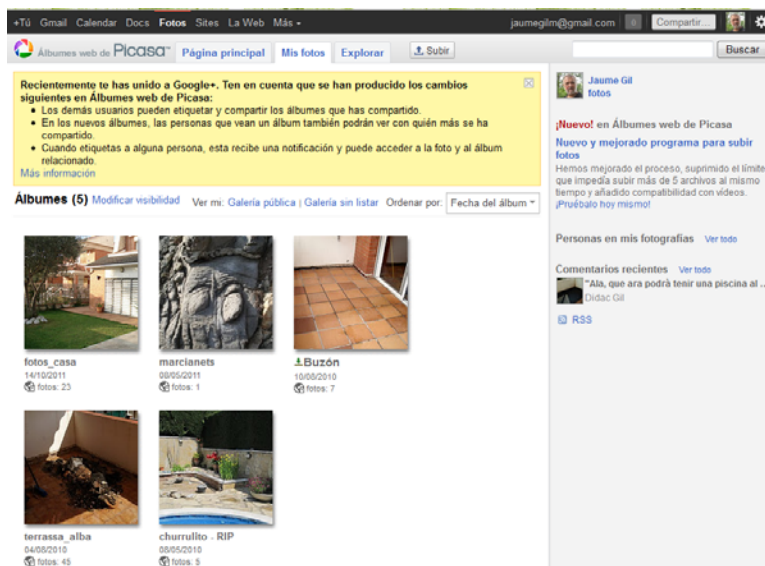 +Tú Gmail Calendar Docs Fotos Sites La Web Más
jaumegilm@gmail.com 0 Compartir...
Álbumes web de Picasa™ Página principal Mis fotos Explorar Subir Buscar
Recientemente te has unido a Google+. Ten en cuenta que se han producido los cambios
siguientes en Álbumes web de Picasa:
• Los demás usuarios pueden etiquetar y compartir los álbumes que has compartido.
• En los nuevos álbumes, las personas que vean un álbum también podrán ver con quién más se ha
compartido.
• Cuando etiquetas a alguna persona, esta recibe una notificación y puede acceder a la foto y al álbum
relacionado.
Más información
Álbumes (5) Modificar visibilidad Ver mi: Galería pública | Galería sin listar Ordenar por: Fecha del álbum
fotos_casa
14/10/2011
fotos: 23
marcianets
08/05/2011
fotos: 1
Buzón
10/08/2010
fotos: 7
terrassa_alba
04/08/2010
fotos: 45
churrulito - RIP
08/05/2010
fotos: 5
Jaume Gil
fotos
¡Nuevo! en Álbumes web de Picasa
Nuevo y mejorado programa para subir
fotos
Hemos mejorado el proceso, suprimido el límite
que impedía subir más de 5 archivos al mismo
tiempo y añadido compatibilidad con vídeos.
¡Pruébalo hoy mismo!
Personas en mis fotografías Ver todo
Comentarios recientes Ver todo
"Ala, que ara podrà tenir una piscina al ...
Dídac Gil
RSS